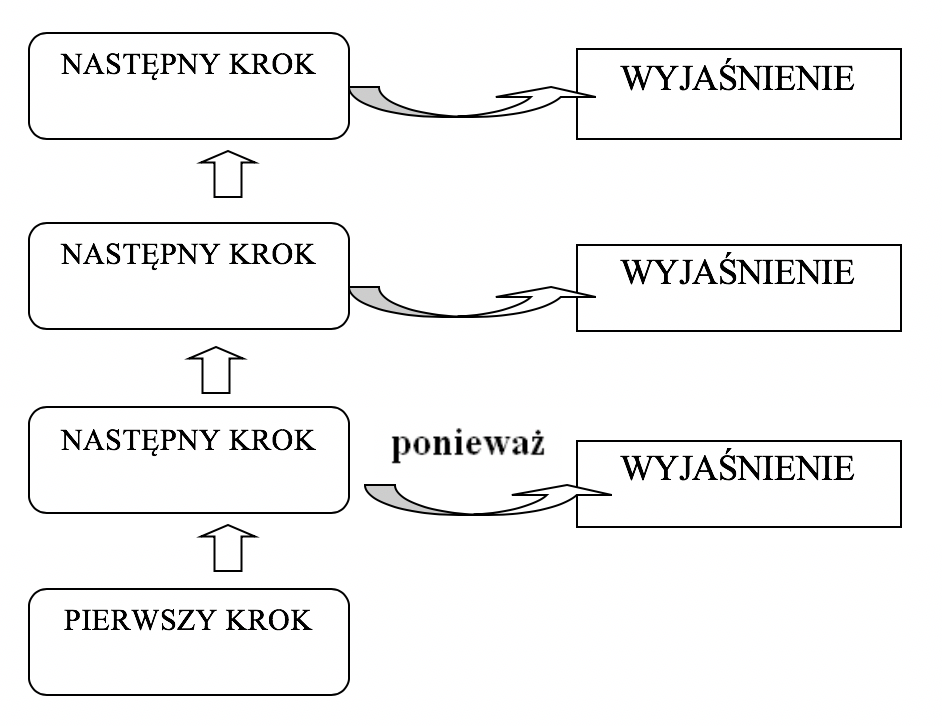 NASTĘPNY KROK
WYJAŚNIENIE
NASTĘPNY KROK
WYJAŚNIENIE
NASTĘPNY KROK
ponieważ
WYJAŚNIENIE
PIERWSZY KROK